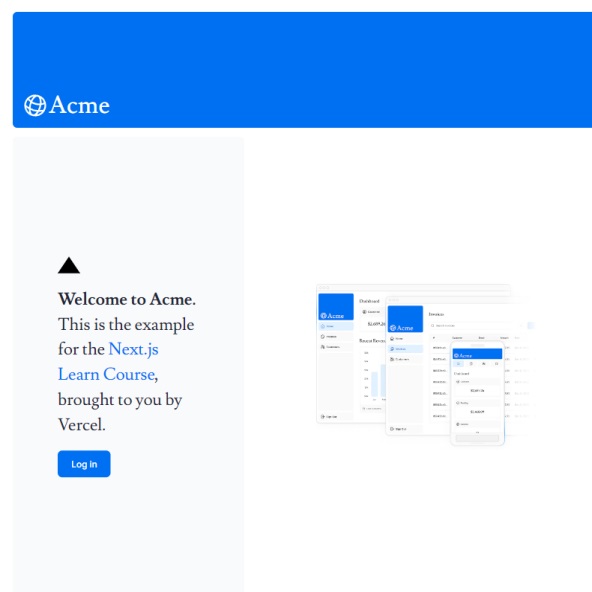 Acme
Welcome to Acme.
This is the example
for the Next.js
Learn Course,
brought to you by
Vercel.
Log in
Dashboard
Acme
Invoices
Acme
Acme